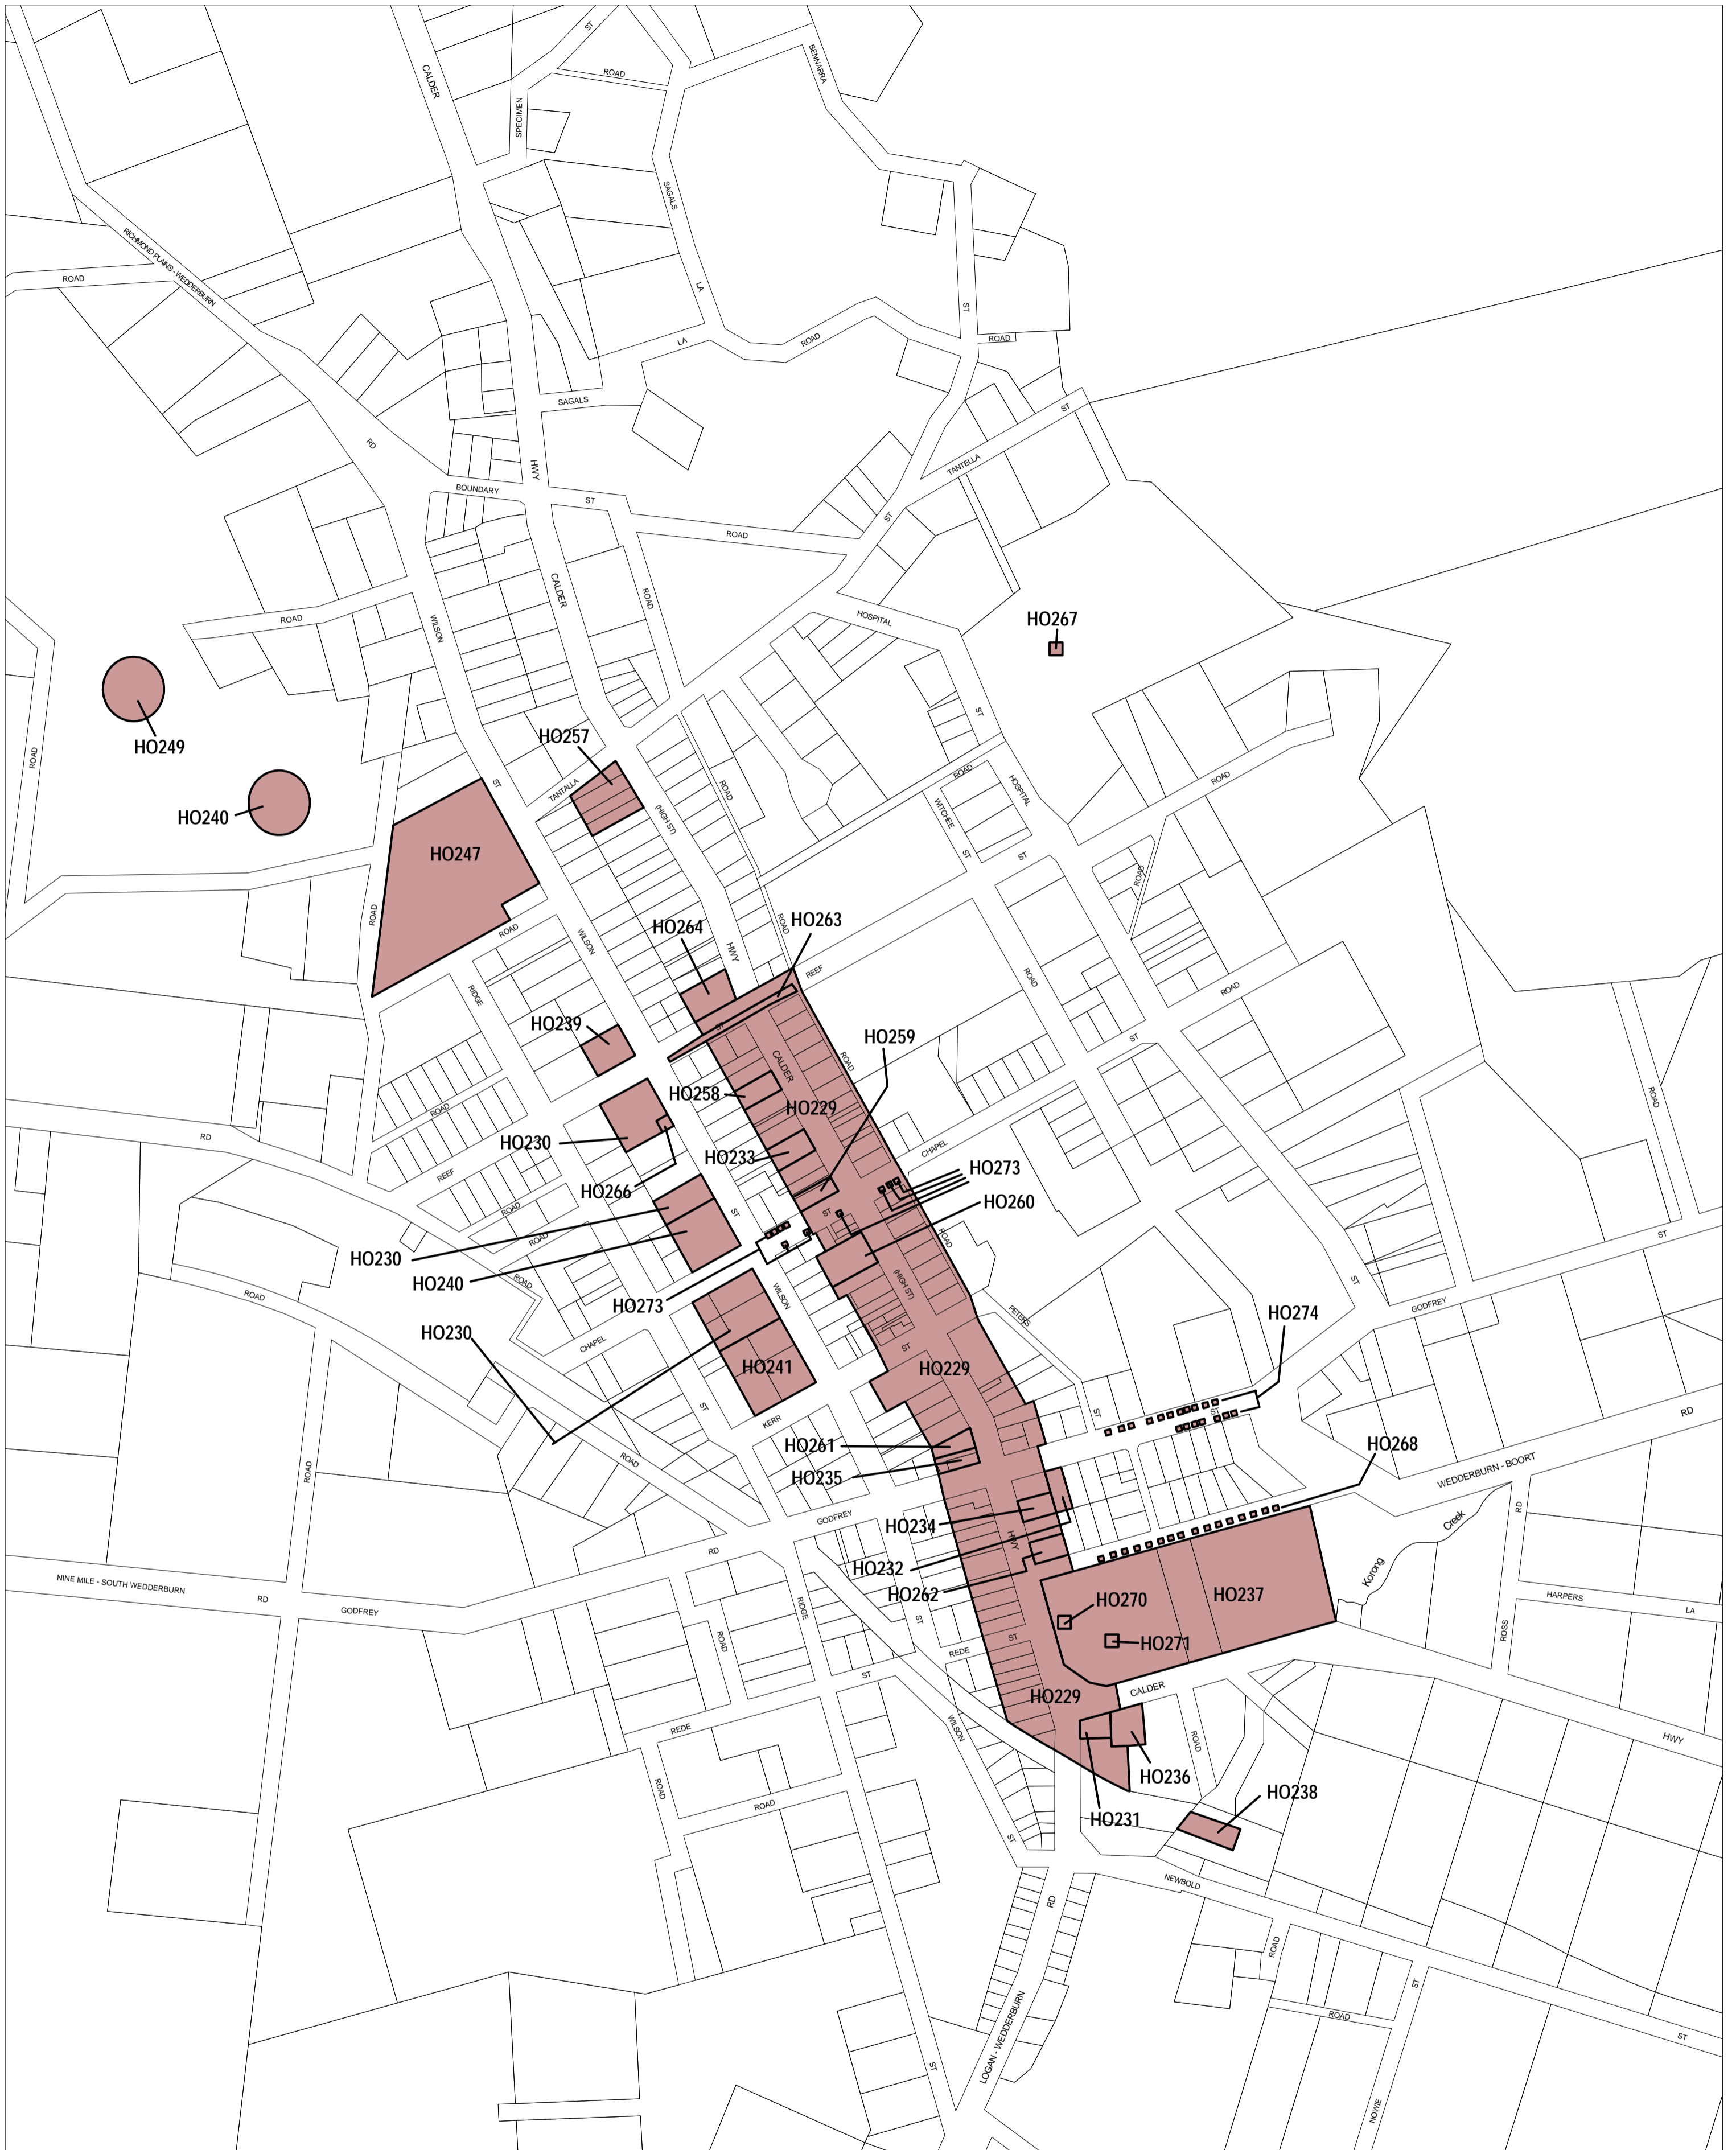 ST
BENNARRA
CALDER
ROAD
SPECIMEN
SAGALS
RICHMOND PLAINS - WEDDERBURN
ROAD
LA
ST
ROAD
LA
ROAD
SAGALS
ST
RD
TANTELLA
HWY
BOUNDARY
ST
ST
ROAD
CALDER
ROAD
HOSPITAL
ROAD
WILSON
HO267
ST
HO257
HO249
ROAD
ROAD
ROAD
HOSPITAL
ST
TANTALLA
ROAD
HO240
(HIGH ST)
WITCHEE
HO247
ST
ST
ROAD
ROAD
HO264
HO263
ROAD
ROAD
WILSON
HWY
REEF
ROAD
RIDGE
ROAD
HO239
ST
HO259
ST
CALDER
ROAD
HO258
HO229
ROAD
ROAD
RD
HO230
CHAPEL
HO233
REEF
HO273
HO266
HO260
ROAD
ST
ST
ROAD
ROAD
ST
HO230
ROAD
HO240
(HIGH ST)
ST
ROAD
WILSON
HO273
GODFREY
PETERS
HO274
HO230
CHAPEL
ST
HO241
HO229
ST
ST
ST
RD
KERR
HO261
HO268
ROAD
ROAD
HO235
WEDDERBURN - BOORT
GODFREY
HO234
RD
Creek
HWY
RD
HO232
Korong
NINE MILE - SOUTH WEDDERBURN
RD
HO262
HO237
HARPERS
GODFREY
RIDGE
HO270
LA
ST
ROSS
ROAD
ST
HO271
REDE
ST
CALDER
HO229
REDE
WILSON
HWY
ROAD
HO236
ROAD
HO238
ROAD
HO231
ST
NEWBOLD
RD
ROAD
ST
ROAD
ST
LOGAN - WEDDERBURN
ST
NOWIE